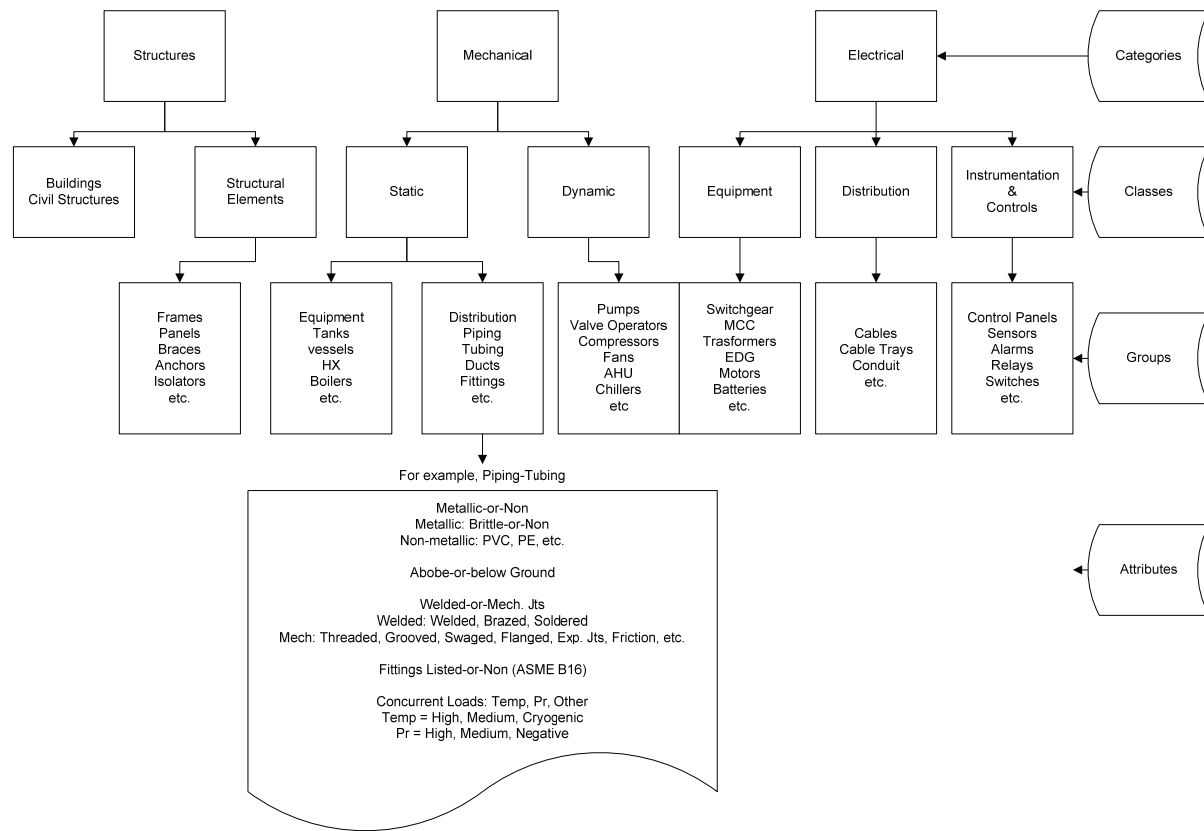 Structures
Mechanical
Electrical
Categories
Buildings
Civil Structures
Structural
Elements
Static
Dynamic
Equipment
Distribution
Instrumentation
&
Controls
Classes
Frames
Panels
Braces
Anchors
Isolators
etc.
Equipment
Tanks
vessels
HX
Boilers
etc.
Distribution
Piping
Tubing
Ducts
Fittings
etc.
Pumps
Valve Operators
Compressors
Fans
AHU
Chillers
etc
Switchgear
MCC
Trasformers
EDG
Motors
Batteries
etc.
Cables
Cable Trays
Conduit
etc.
Control Panels
Sensors
Alarms
Relays
Switches
etc.
Groups
For example, Piping-Tubing
Metallic-or-Non
Metallic: Brittle-or-Non
Non-metallic: PVC, PE, etc.
Abobe-or-below Ground
Welded-or-Mech. Jts
Welded: Welded, Brazed, Soldered
Mech: Threaded, Grooved, Swaged, Flanged, Exp. Jts, Friction, etc.
Fittings Listed-or-Non (ASME B16)
Concurrent Loads: Temp, Pr, Other
Temp = High, Medium, Cryogenic
Pr = High, Medium, Negative
Attributes